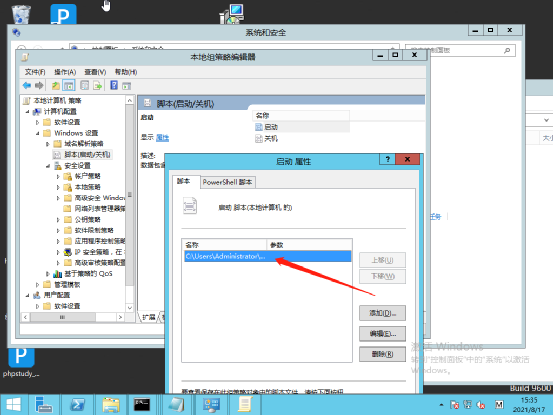 系统和安全
本地组策略编辑器
文件(F) 操作(A) 查看(V) 帮助(H)
本地计算机 策略
计算机配置
软件设置
Windows 设置
域名解析策略
脚本(启动/关机)
安全设置
帐户策略
本地策略
高级安全 Window
网络列表管理器策
公钥策略
软件限制策略
应用程序控制策略
IP 安全策略，在
高级审核策略配置
基于策略的 QoS
管理模板
用户配置
软件设置
脚本(启动/关机)
启动
显示 属性
描述:
数据包含
名称
启动
关机
扩展
启动 属性
脚本 PowerShell 脚本
启动 脚本(本地计算机 的)
名称 参数
C:\Users\Administrator\...
上移(U)
下移(W)
添加(D)...
编辑(E)...
删除(R)
任务
大小
激活 Windows
转到"控制面板"中的"系统"以激活
Windows。
Build 9600
phpstudy_...
M
15:35
2021/8/17